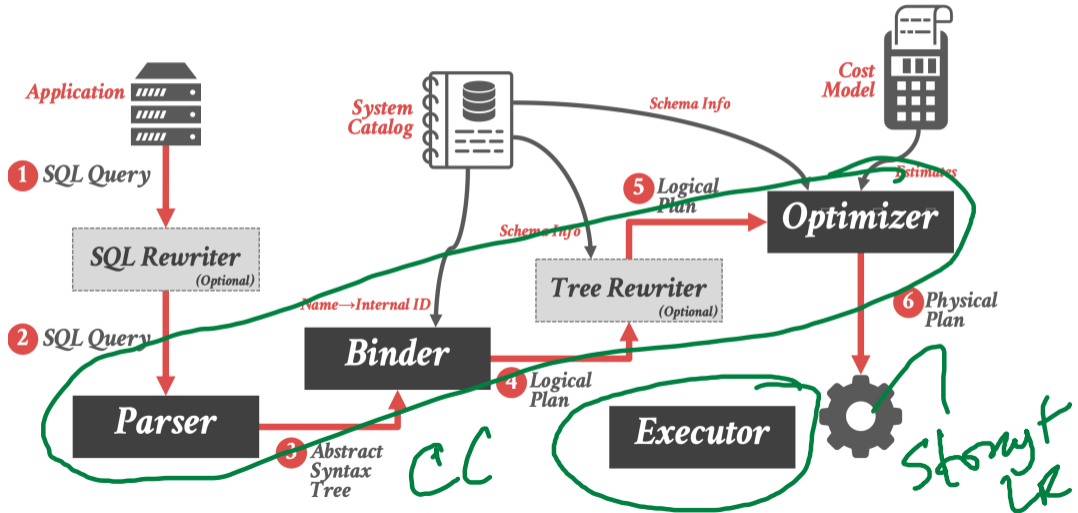 Application
1 SQL Query
SQL Rewriter
(Optional)
2 SQL Query
Parser
3 Abstract
Syntax
Tree
System
Catalog
Name→Internal ID
Binder
4 Logical
Plan
Schema Info
Schema Info
Tree Rewriter
(Optional)
5 Logical
Plan
Cost
Model
Estimates
Optimizer
6 Physical
Plan
Executor
CC